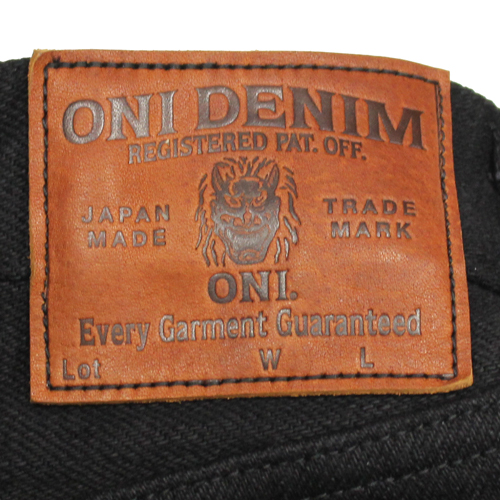 ONI DENIM
REGISTERED PAT. OFF.
JAPAN MADE
TRADE MARK
ONI.
Every Garment Guaranteed
Lot W L